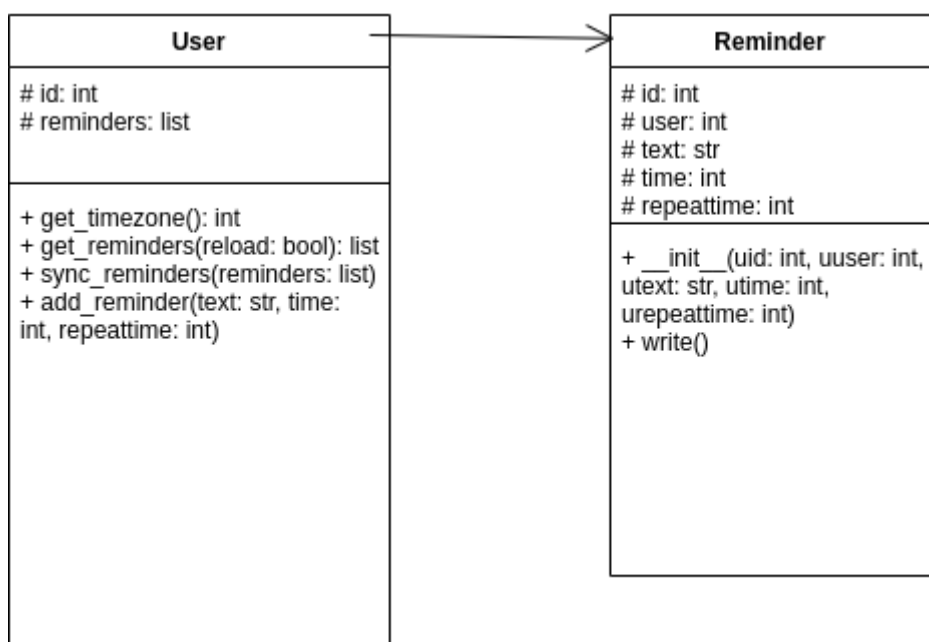 User
# id: int
# reminders: list
+ get_timezone(): int
+ get_reminders(reload: bool): list
+ sync_reminders(reminders: list)
+ add_reminder(text: str, time:
int, repeattime: int)
Reminder
# id: int
# user: int
# text: str
# time: int
# repeattime: int
+ __init__(uid: int, uuser: int,
utext: str, utime: int,
urepeattime: int)
+ write()